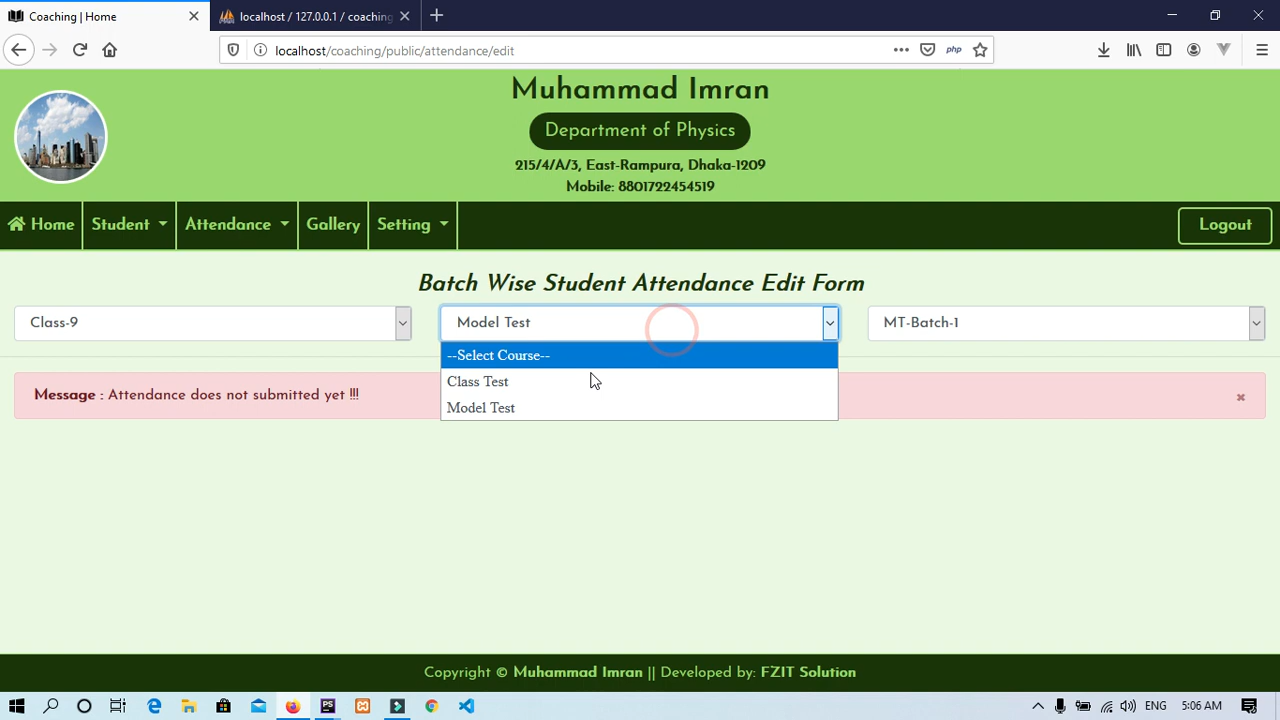 Coaching | Home
localhost / 127.0.0.1 / coaching
localhost/coaching/public/attendance/edit
php
Muhammad Imran
Department of Physics
215/4/A/3, East-Rampura, Dhaka-1209
Mobile: 8801722454519
Home
Student
Attendance
Gallery
Setting
Logout
Batch Wise Student Attendance Edit Form
Class-9
Model Test
MT-Batch-1
--Select Course--
Class Test
Model Test
Message : Attendance does not submitted yet !!!
Copyright © Muhammad Imran || Developed by: FZIT Solution
PS
ENG
5:06 AM